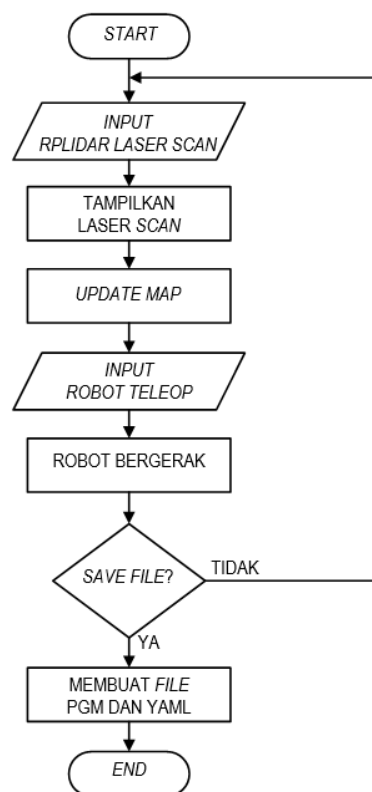 START
INPUT
RPLIDAR LASER SCAN
TAMPILKAN
LASER SCAN
UPDATE MAP
INPUT
ROBOT TELEOP
ROBOT BERGERAK
SAVE FILE?
TIDAK
YA
MEMBUAT FILE
PGM DAN YAML
END